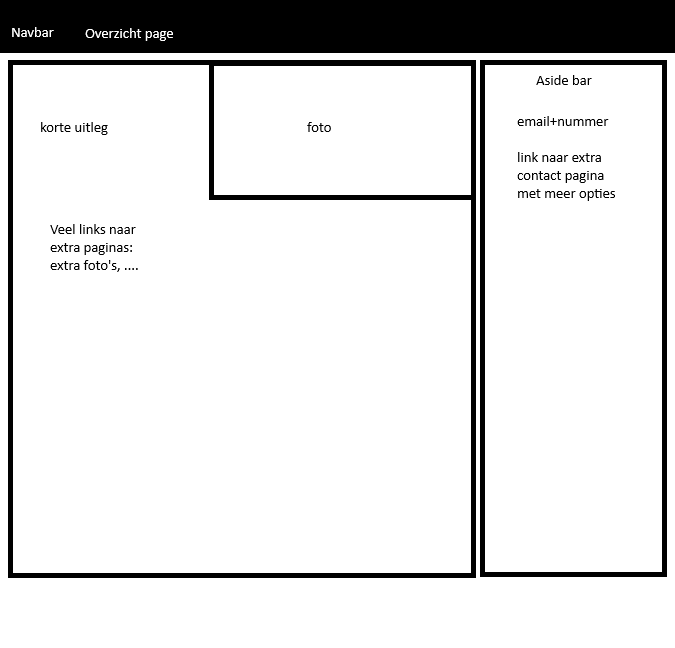 Navbar
Overzicht page
korte uitleg
foto
Veel links naar
extra paginas:
extra foto's, ....
Aside bar
email+nummer
link naar extra
contact pagina
met meer opties